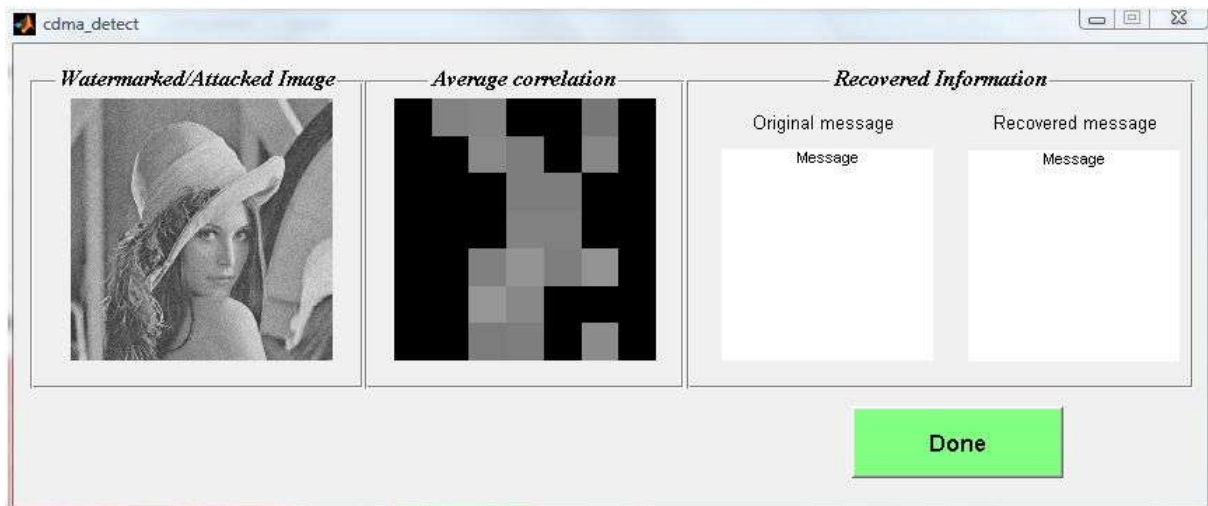 cdma_detect
Watermarked/Attacked Image
Average correlation
Recovered Information
Original message
Recovered message
Message
Message
Done